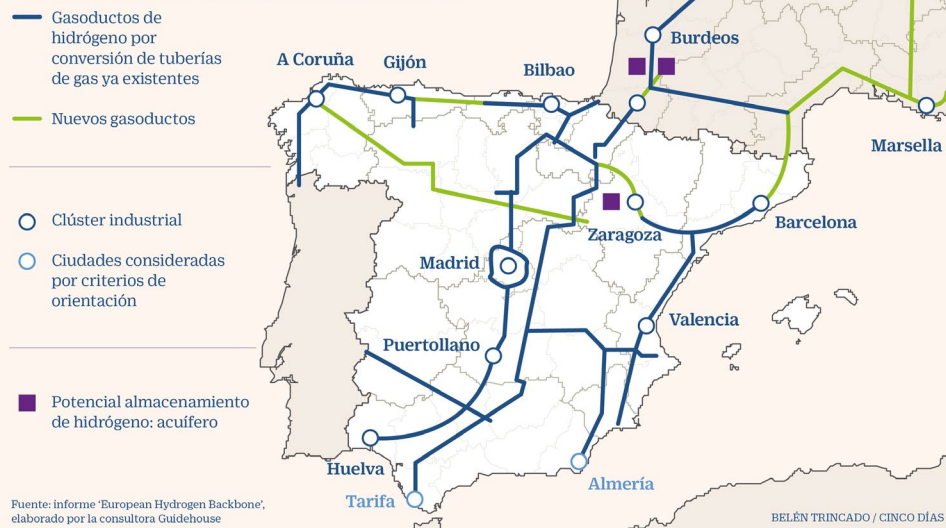 Gasoductos de
hidrógeno por
conversión de tuberías
de gas ya existentes
Nuevos gasoductos
Clúster industrial
Ciudades consideradas
por criterios de
orientación
Potencial almacenamiento
de hidrógeno: acuífero
A Coruña
Gijón
Bilbao
Burdeos
Marsella
Zaragoza
Barcelona
Madrid
Valencia
Puertollano
Huelva
Tarifa
Almería
Fuente: informe ‘European Hydrogen Backbone’,
elaborado por la consultora Guidehouse
BELÉN TRINCADO / CINCO DÍAS